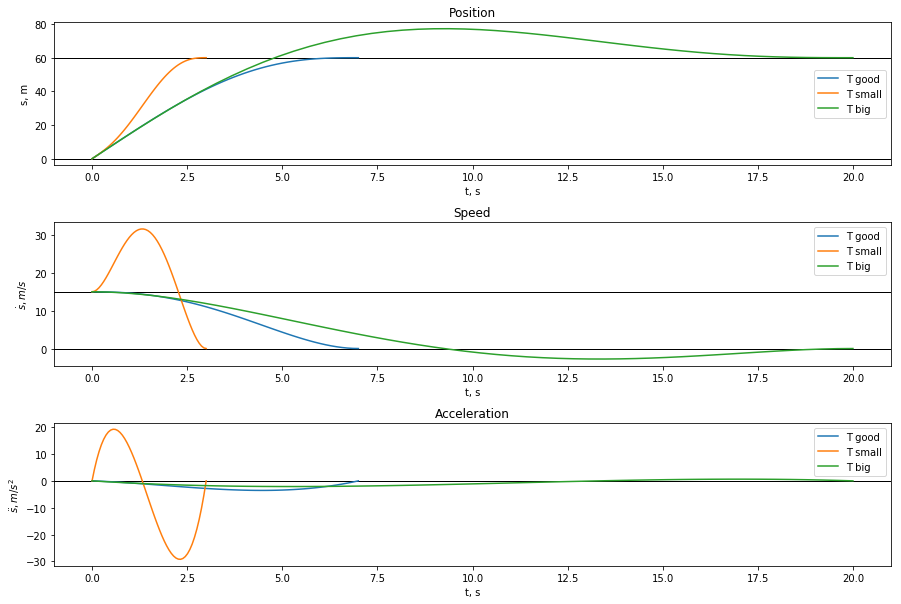 Position
80
60
40
20
0
s, m
T good
T small
T big
0.0 2.5 5.0 7.5 10.0 12.5 15.0 17.5 20.0
t, s
Speed
30
20
10
0
ṡ, m/s
T good
T small
T big
0.0 2.5 5.0 7.5 10.0 12.5 15.0 17.5 20.0
t, s
Acceleration
20
10
0
−10
−20
−30
s̈, m/s²
T good
T small
T big
0.0 2.5 5.0 7.5 10.0 12.5 15.0 17.5 20.0
t, s